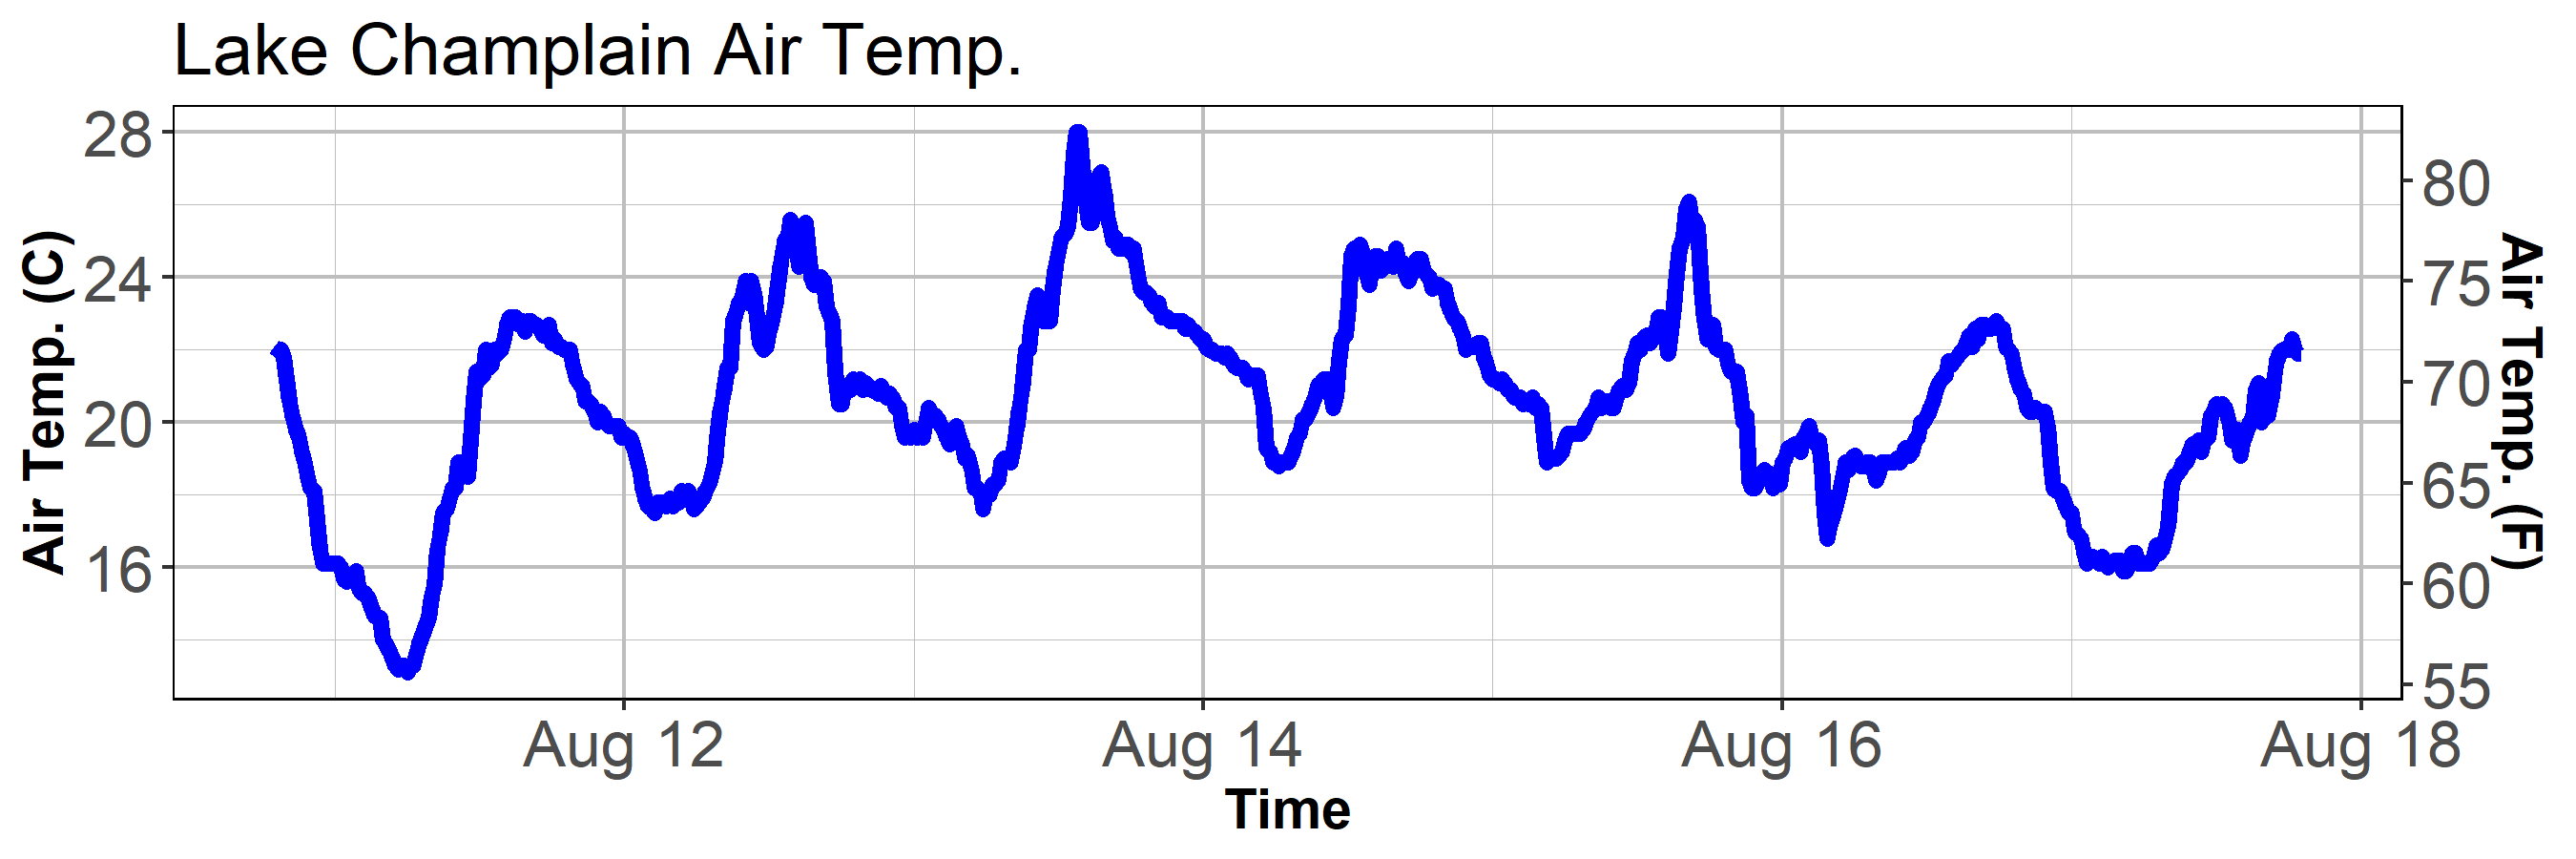 Lake Champlain Air Temp.
Air Temp. (C)
28
24
20
16
80
75
70
65
60
55
Air Temp. (F)
Aug 12 Aug 14 Aug 16 Aug 18
Time